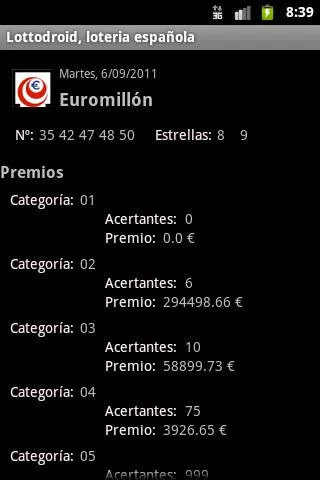 3G 8:39
Lottodroid, loteria española
Martes, 6/09/2011
€
Euromillón
Nº: 35 42 47 48 50 Estrellas: 8 9
Premios
Categoría: 01
Acertantes: 0
Premio: 0.0 €
Categoría: 02
Acertantes: 6
Premio: 294498.66 €
Categoría: 03
Acertantes: 10
Premio: 58899.73 €
Categoría: 04
Acertantes: 75
Premio: 3926.65 €
Categoría: 05
Acertantes: 999